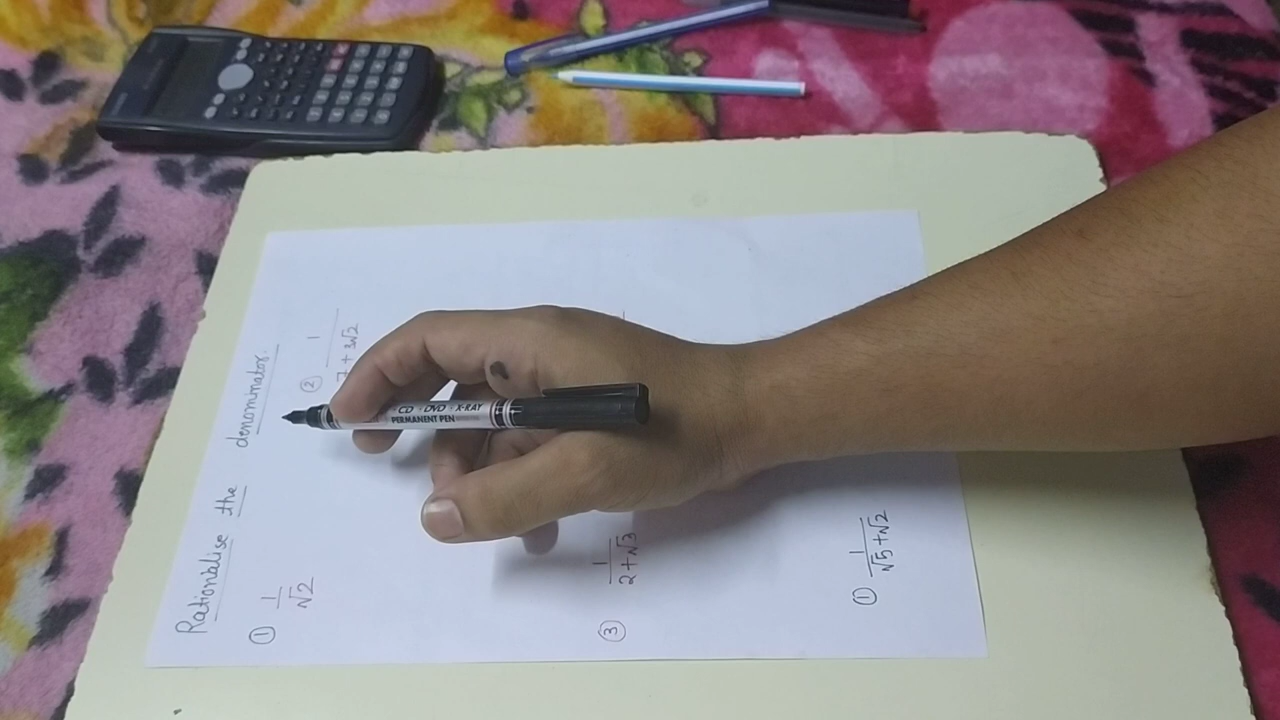 Rationalise the denominator.
① 1/√2
② 1/7 + 3√2
③ 1/2+√3
① 1/√5+√2
CD · DVD · X-RAY
PERMANENT PEN